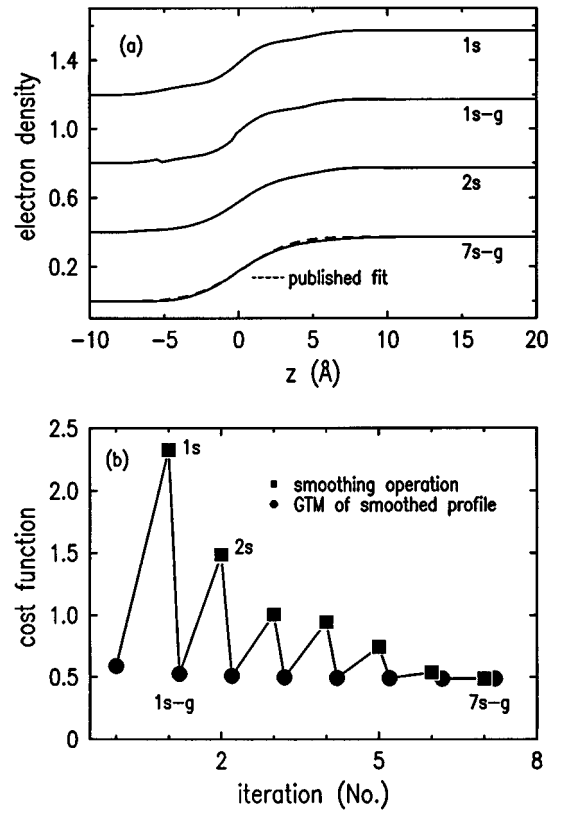 (a)
1s
1s-g
2s
7s-g
published fit
electron density
1.4
1.0
0.6
0.2
-10 -5 0 5 10 15 20
z (Å)
(b)
1s
smoothing operation
GTM of smoothed profile
2s
1s-g
7s-g
cost function
2.5
2.0
1.5
1.0
0.5
0
2 4 6 8
iteration (No.)